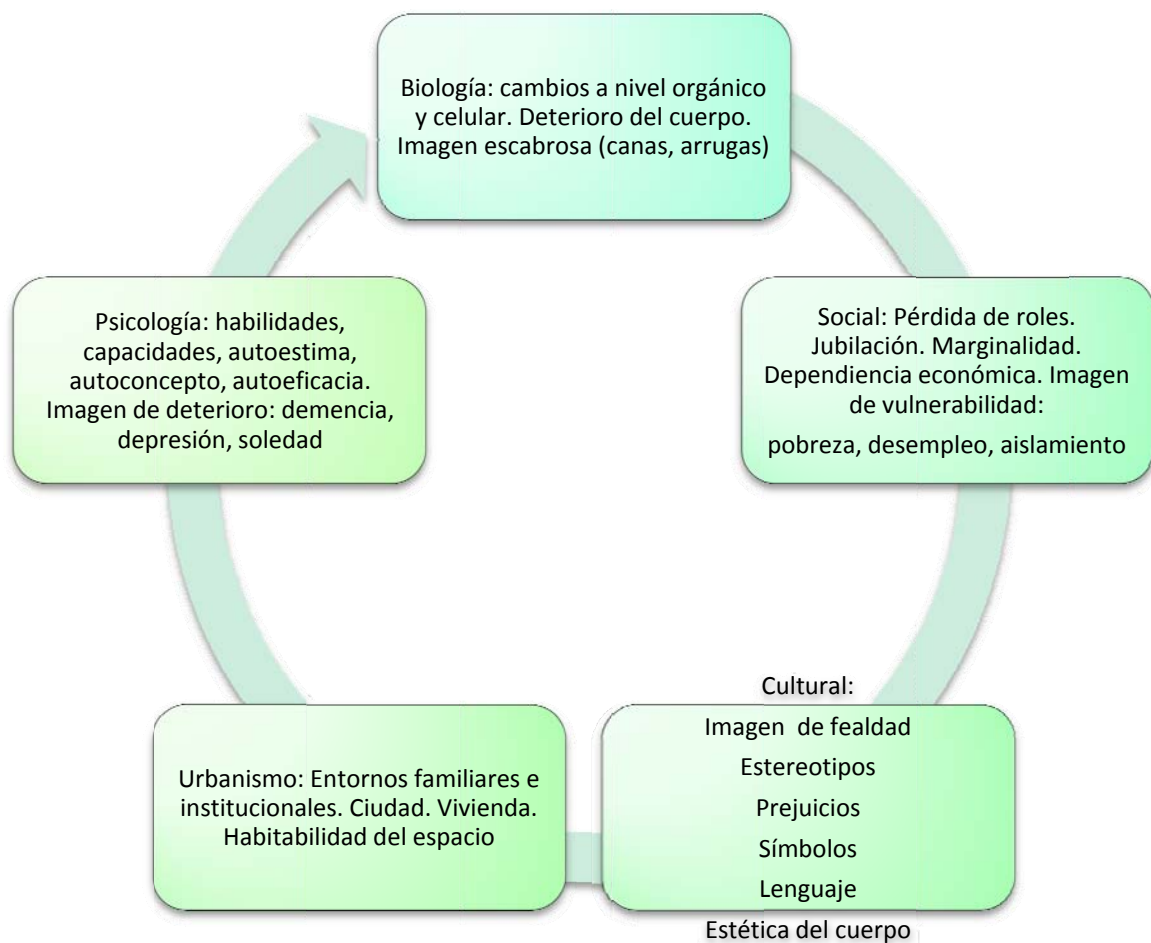 Biología: cambios a nivel orgánico
y celular. Deterioro del cuerpo.
Imagen escabrosa (canas, arrugas)
Social: Pérdida de roles.
Jubilación. Marginalidad.
Dependiencia económica. Imagen
de vulnerabilidad:
pobreza, desempleo, aislamiento
Cultural:
Imagen de fealdad
Estereotipos
Prejuicios
Símbolos
Lenguaje
Estética del cuerpo
Urbanismo: Entornos familiares e
institucionales. Ciudad. Vivienda.
Habitabilidad del espacio
Psicología: habilidades,
capacidades, autoestima,
autoconcepto, autoeficacia.
Imagen de deterioro: demencia,
depresión, soledad